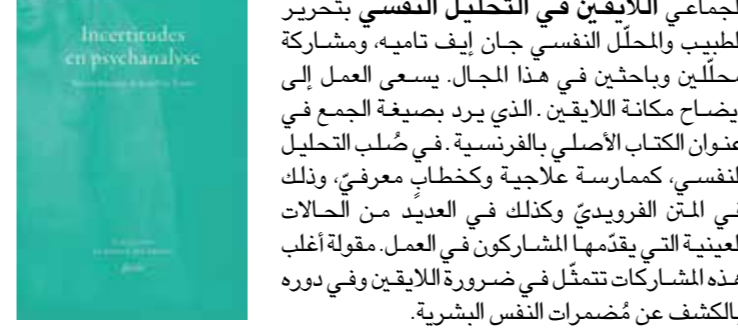 Incertitudes
en psychanalyse
الجماعي اللايقين في التحليل النفسي بتحرير
الطبيب والمحلّل النفسي جان إيف تاميه، ومشاركة
محلّلين وباحثين في هذا المجال. يسعى العمل إلى
إيضاح مكانة اللايقين . الذي يرد بصيغة الجمع في
عنوان الكتاب الأصلي بالفرنسية . في صُلب التحليل
النفسي، كممارسة علاجية وكخطابٍ معرفيّ، وذلك
في المتن الفرويديّ وكذلك في العديد من الحالات
العينية التي يقدّمها المشاركون في العمل. مقولة أغلب
هذه المشاركات تتمثّل في ضرورة اللايقين وفي دوره
بالكشف عن مُضمرات النفس البشرية.